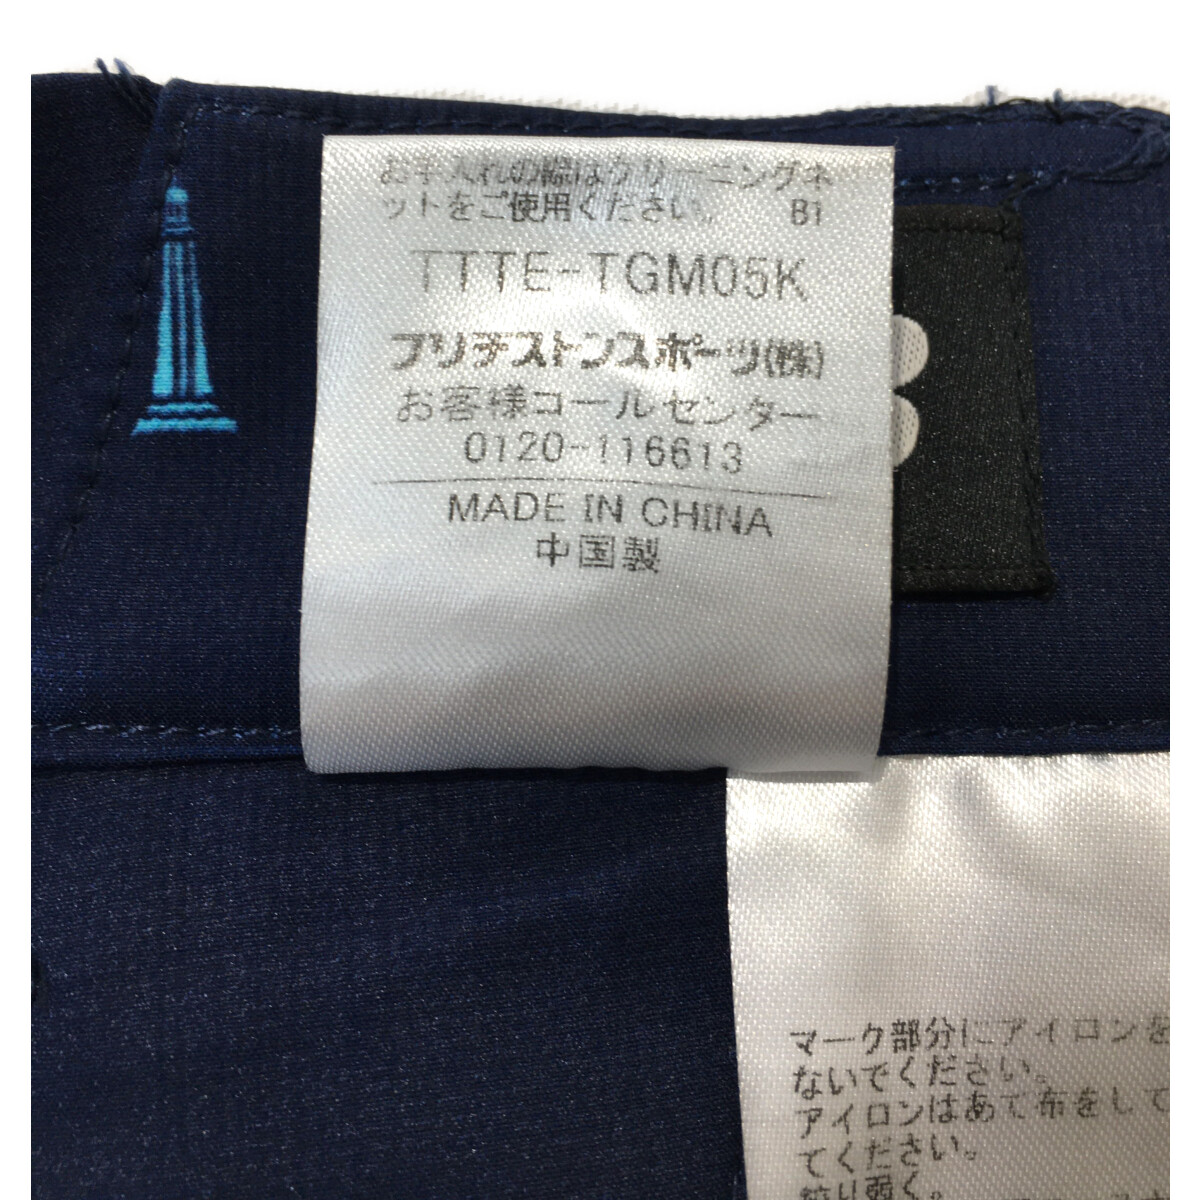 お手入れの際はクリーニングネ
ットをご使用ください。 B1
TTTE-TGM05K
ブリヂストンスポーツ(株)
お客様コールセンター
0120-116613
MADE IN CHINA
中国製
マーク部分にアイロンを
ないでください。
アイロンはあて布をして
てください。
絞り弱く。